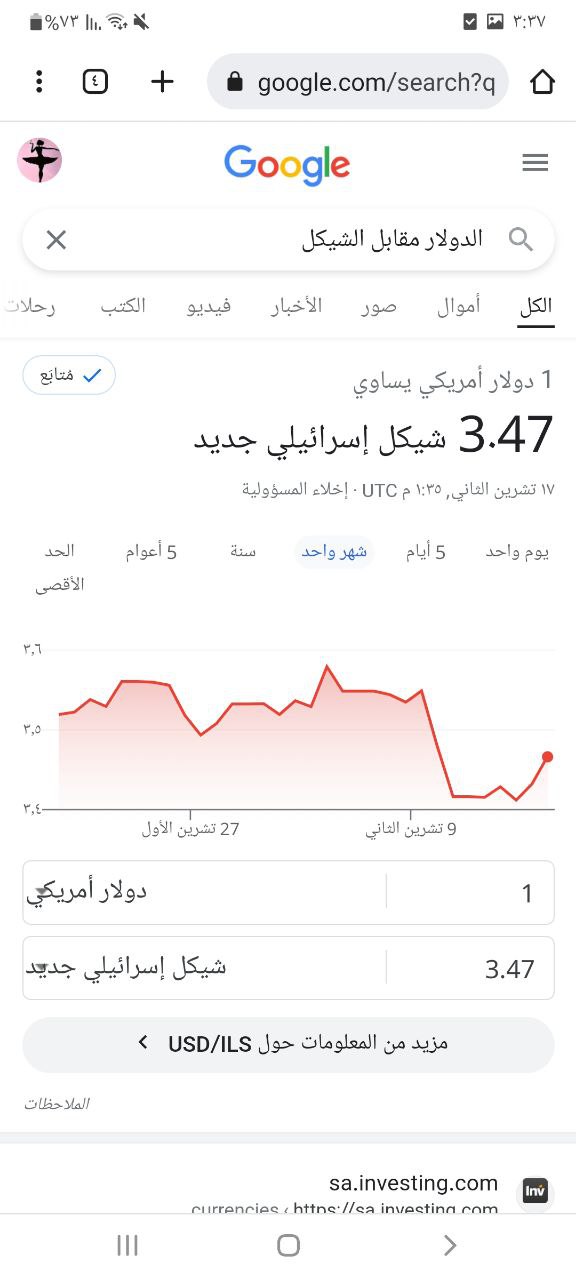 %٧٣ ٣:٣٧
٤ google.com/search?q
Google
الدولار مقابل الشيكل
الكل أموال صور الأخبار فيديو الكتب رحلات
1 دولار أمريكي يساوي مُتابَع
3.47 شيكل إسرائيلي جديد
١٧ تشرين الثاني, ١:٣٥ م UTC · إخلاء المسؤولية
يوم واحد 5 أيام شهر واحد سنة 5 أعوام الحد الأقصى
٣,٦
٣,٥
٣,٤
27 تشرين الأول 9 تشرين الثاني
1 دولار أمريكي
3.47 شيكل إسرائيلي جديد
مزيد من المعلومات حول USD/ILS
الملاحظات
Inv sa.investing.com
https://sa.investing.com › currencies